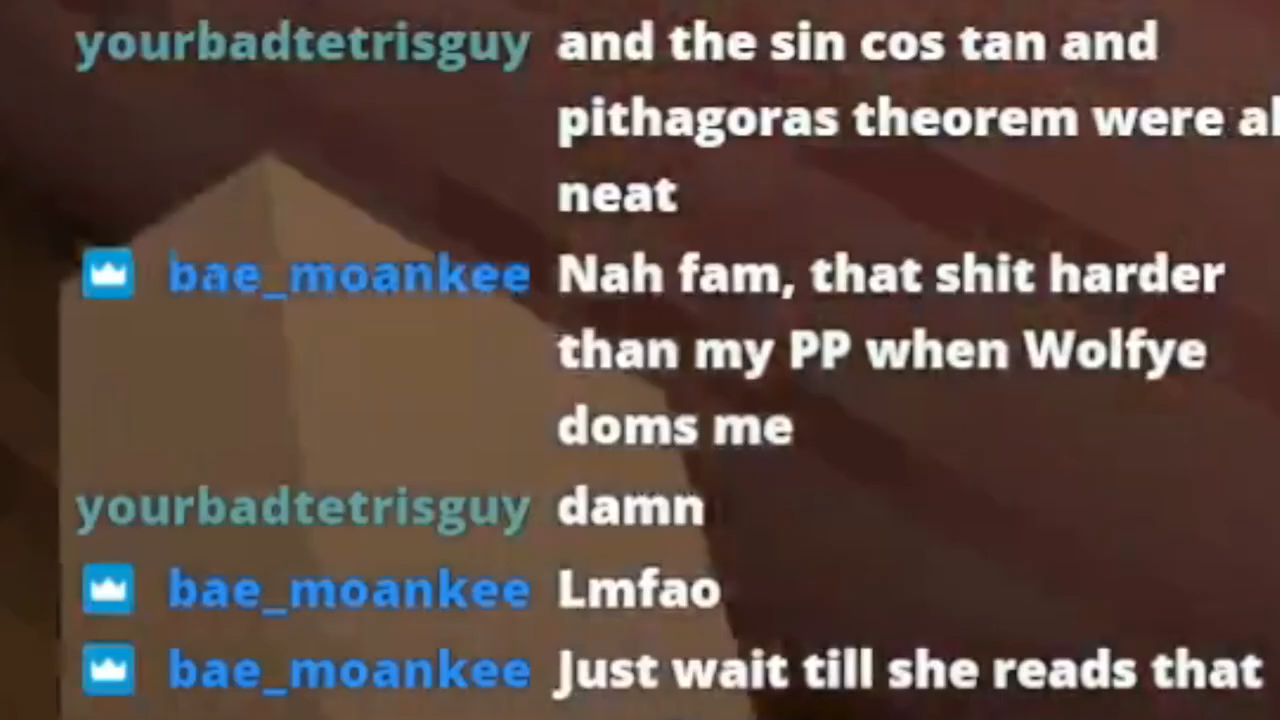 yourbadtetrisguy and the sin cos tan and
pithagoras theorem were
neat
bae_moankee Nah fam, that shit harder
than my PP when Wolfye
doms me
yourbadtetrisguy damn
bae_moankee Lmfao
bae_moankee Just wait till she reads that